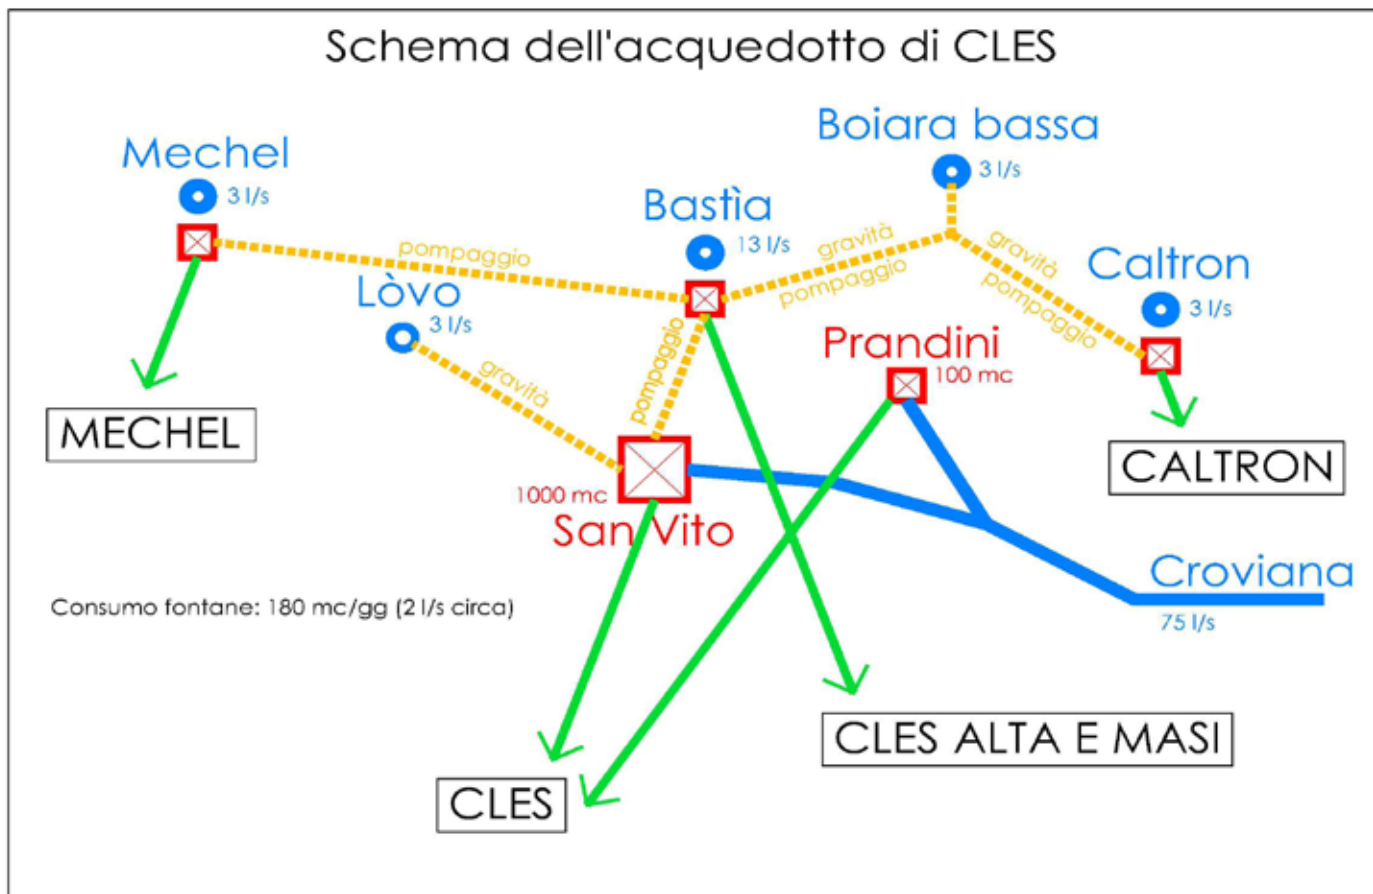 Schema dell'acquedotto di CLES
Boiara bassa
3 l/s
Mechel
3 l/s
Bastìa
13 l/s
gravità
pompaggio
gravità
pompaggio
pompaggio
Caltron
3 l/s
Lòvo
3 l/s
gravità
pompaggio
Prandini
100 mc
MECHEL
CALTRON
1000 mc
San Vito
Croviana
75 l/s
Consumo fontane: 180 mc/gg (2 l/s circa)
CLES ALTA E MASI
CLES